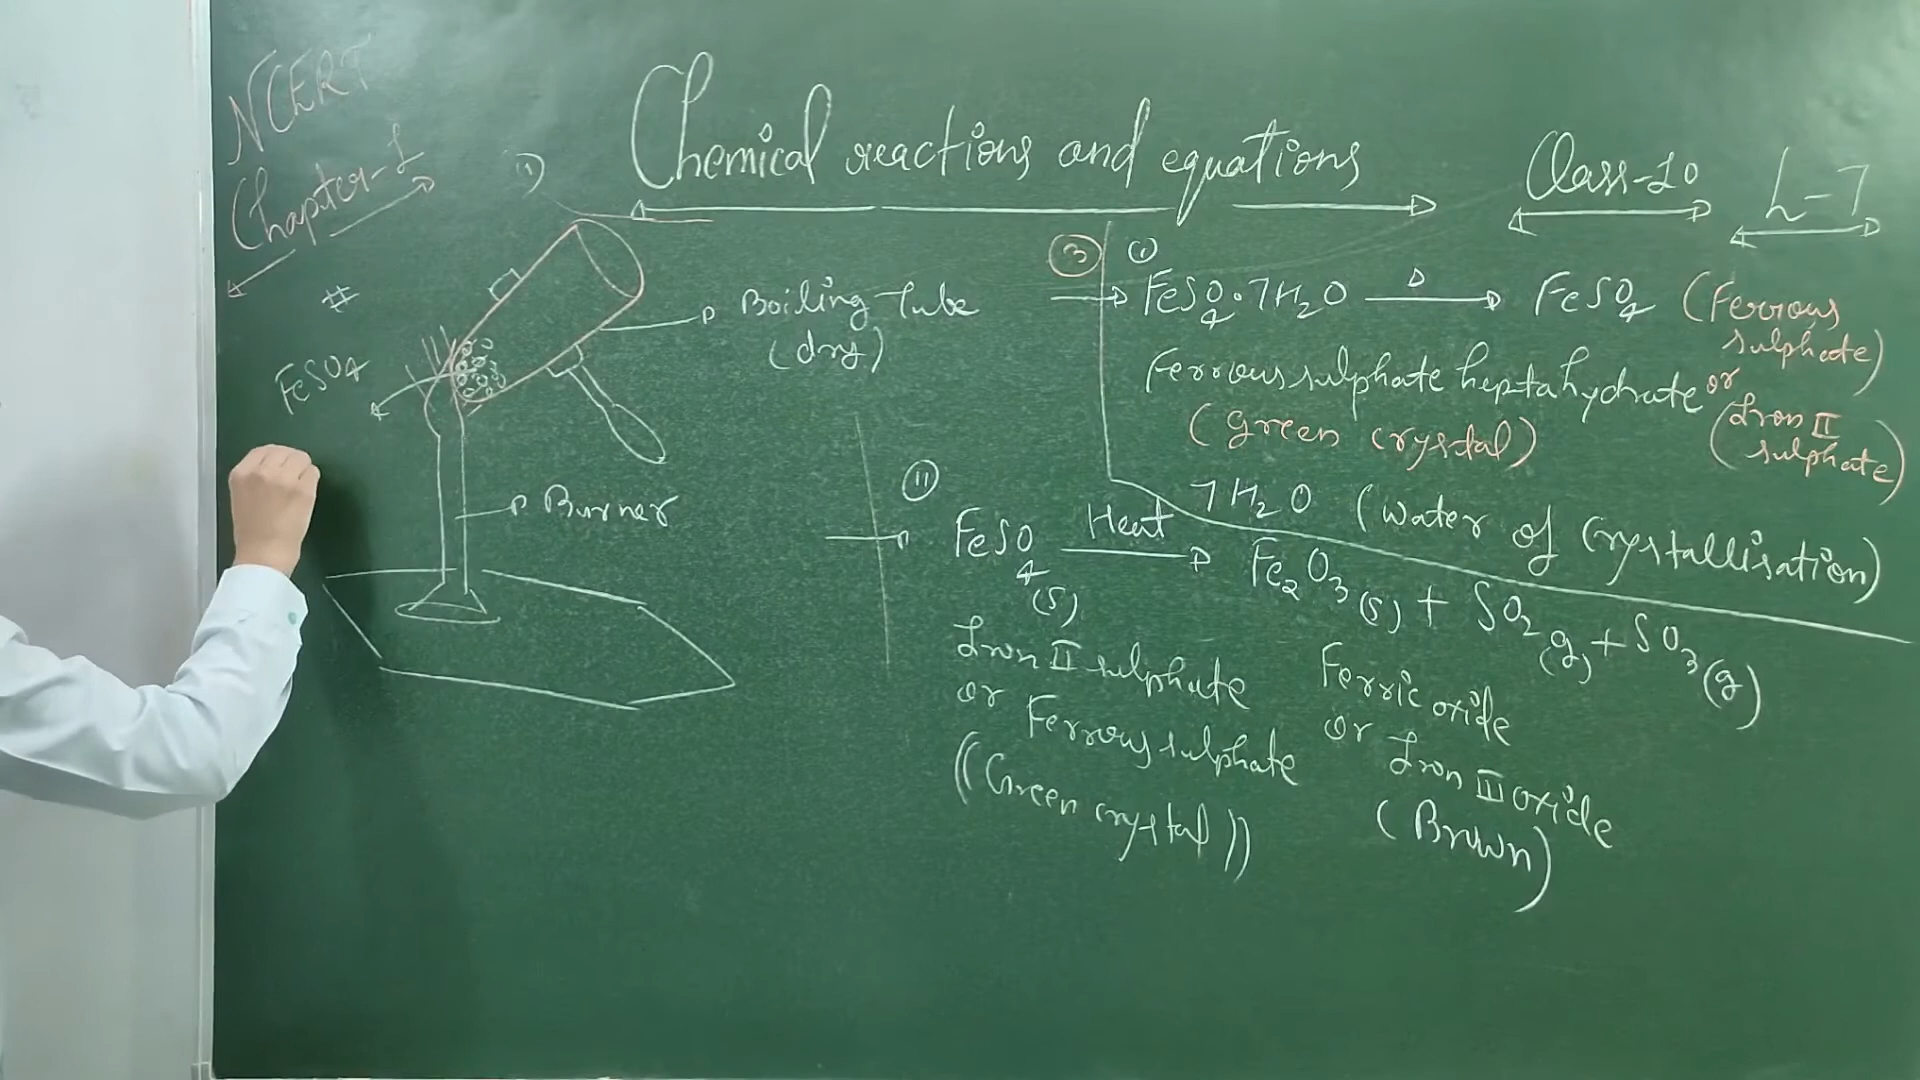 NCERT
Chapter-1
Chemical reactions and equations
Class-10
L-7
(1)
#
FeSO4
Boiling Tube
(dry)
Burner
3
(i)
FeSO4.7H2O Δ FeSO4 (Ferrous
sulphate)
Ferrous sulphate heptahydrate or
(Iron II
sulphate)
(Green crystal)
7H2O (water of Crystallisation)
(ii)
FeSO4(s) Heat Fe2O3(s) + SO2(g) + SO3(g)
Iron II sulphate
or Ferrous sulphate
((Green crystal))
Ferric oxide
or Iron III oxide
(Brown)